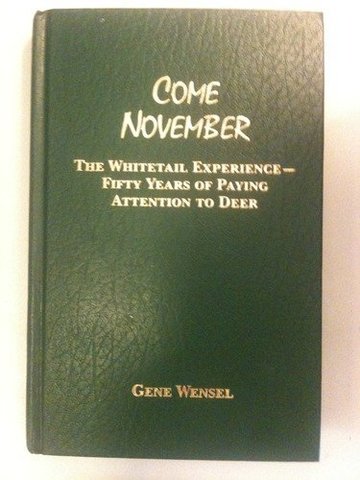 COME
NOVEMBER
THE WHITETAIL EXPERIENCE—
FIFTY YEARS OF PAYING
ATTENTION TO DEER
GENE WENSEL